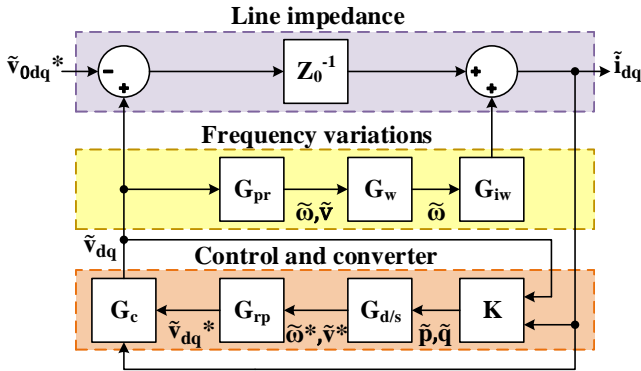 Line impedance
ṽ₀dq*
-
+
Z₀⁻¹
+
+
ĩdq
Frequency variations
Gpr
ω̃,ṽ
Gw
ω̃
Giw
ṽdq
Control and converter
Gc
ṽdq*
Grp
ω̃*,ṽ*
Gd/s
p̃,q̃
K